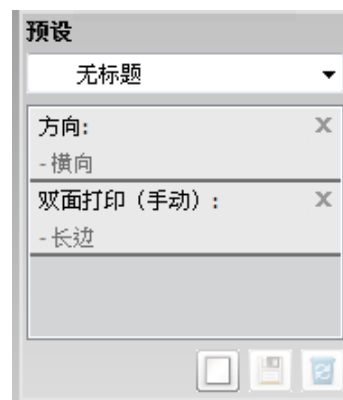 预设
无标题
方向:
- 横向
双面打印（手动）:
- 长边